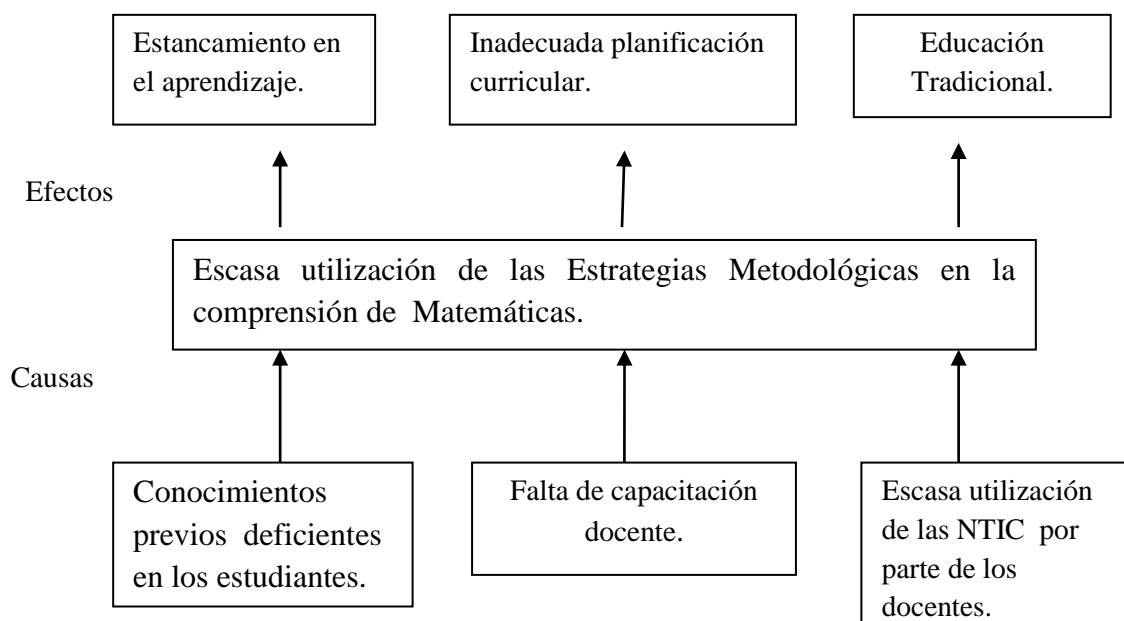 Estancamiento en
el aprendizaje.
Inadecuada planificación
curricular.
Educación
Tradicional.
Efectos
Escasa utilización de las Estrategias Metodológicas en la
comprensión de Matemáticas.
Causas
Conocimientos
previos deficientes
en los estudiantes.
Falta de capacitación
docente.
Escasa utilización
de las NTIC por
parte de los
docentes.